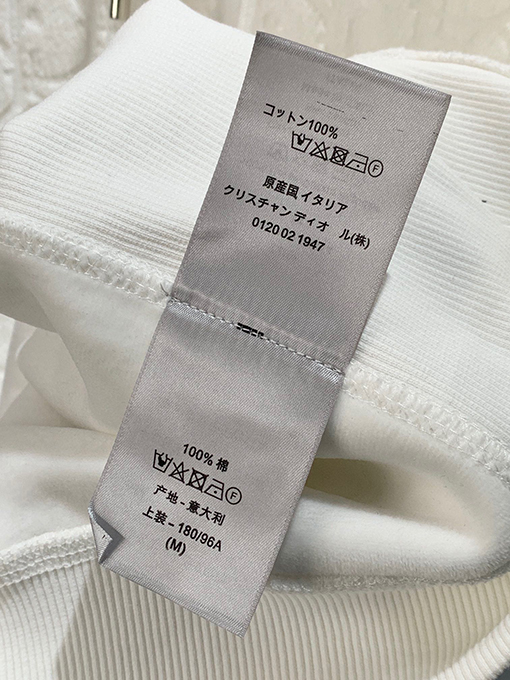 コットン100%
F
原産国イタリア
クリスチャンディオ ル(株)
0120 02 1947
100% 棉
F
产地 - 意大利
上装 – 180/96A
(M)